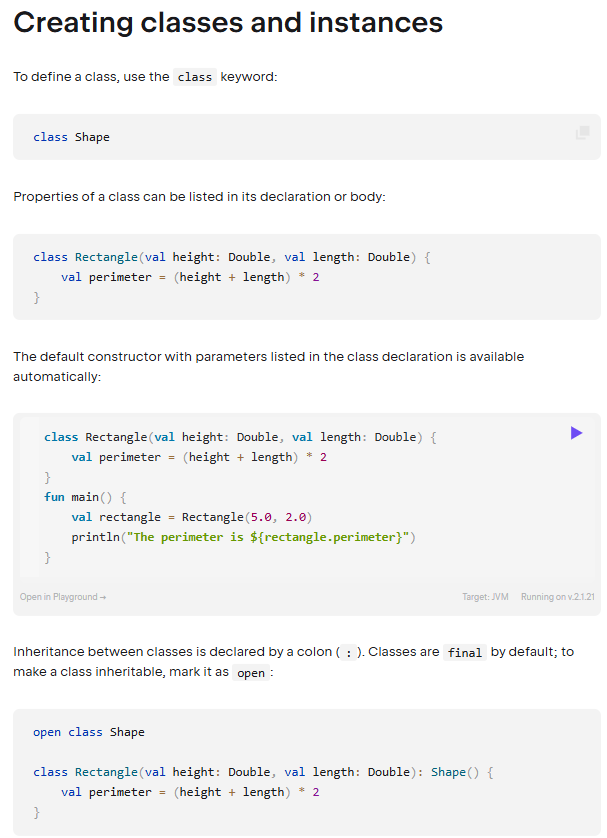 Creating classes and instances
To define a class, use the class keyword:
class Shape
Properties of a class can be listed in its declaration or body:
class Rectangle(val height: Double, val length: Double) {
    val perimeter = (height + length) * 2
}
The default constructor with parameters listed in the class declaration is available
automatically:
class Rectangle(val height: Double, val length: Double) {
    val perimeter = (height + length) * 2
}
fun main() {
    val rectangle = Rectangle(5.0, 2.0)
    println("The perimeter is ${rectangle.perimeter}")
}
Open in Playground → Target: JVM Running on v.2.1.21
Inheritance between classes is declared by a colon ( : ). Classes are final by default; to
make a class inheritable, mark it as open :
open class Shape
class Rectangle(val height: Double, val length: Double): Shape() {
    val perimeter = (height + length) * 2
}